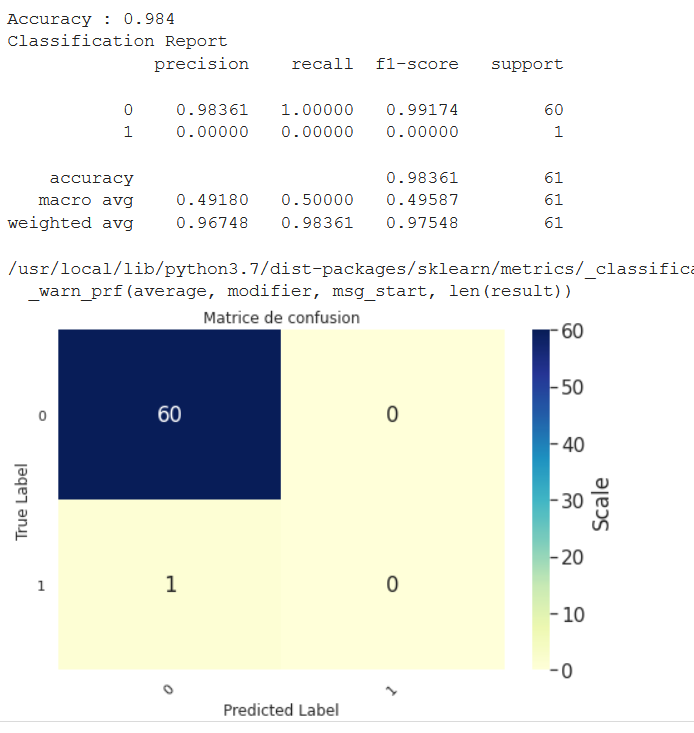 Accuracy : 0.984
Classification Report
precision recall f1-score support
0 0.98361 1.00000 0.99174 60
1 0.00000 0.00000 0.00000 1
accuracy 0.98361 61
macro avg 0.49180 0.50000 0.49587 61
weighted avg 0.96748 0.98361 0.97548 61
/usr/local/lib/python3.7/dist-packages/sklearn/metrics/_classifica
_warn_prf(average, modifier, msg_start, len(result))
Matrice de confusion
True Label
0
60
0
1
1
0
0
1
Predicted Label
60
50
40
30
20
10
0
Scale